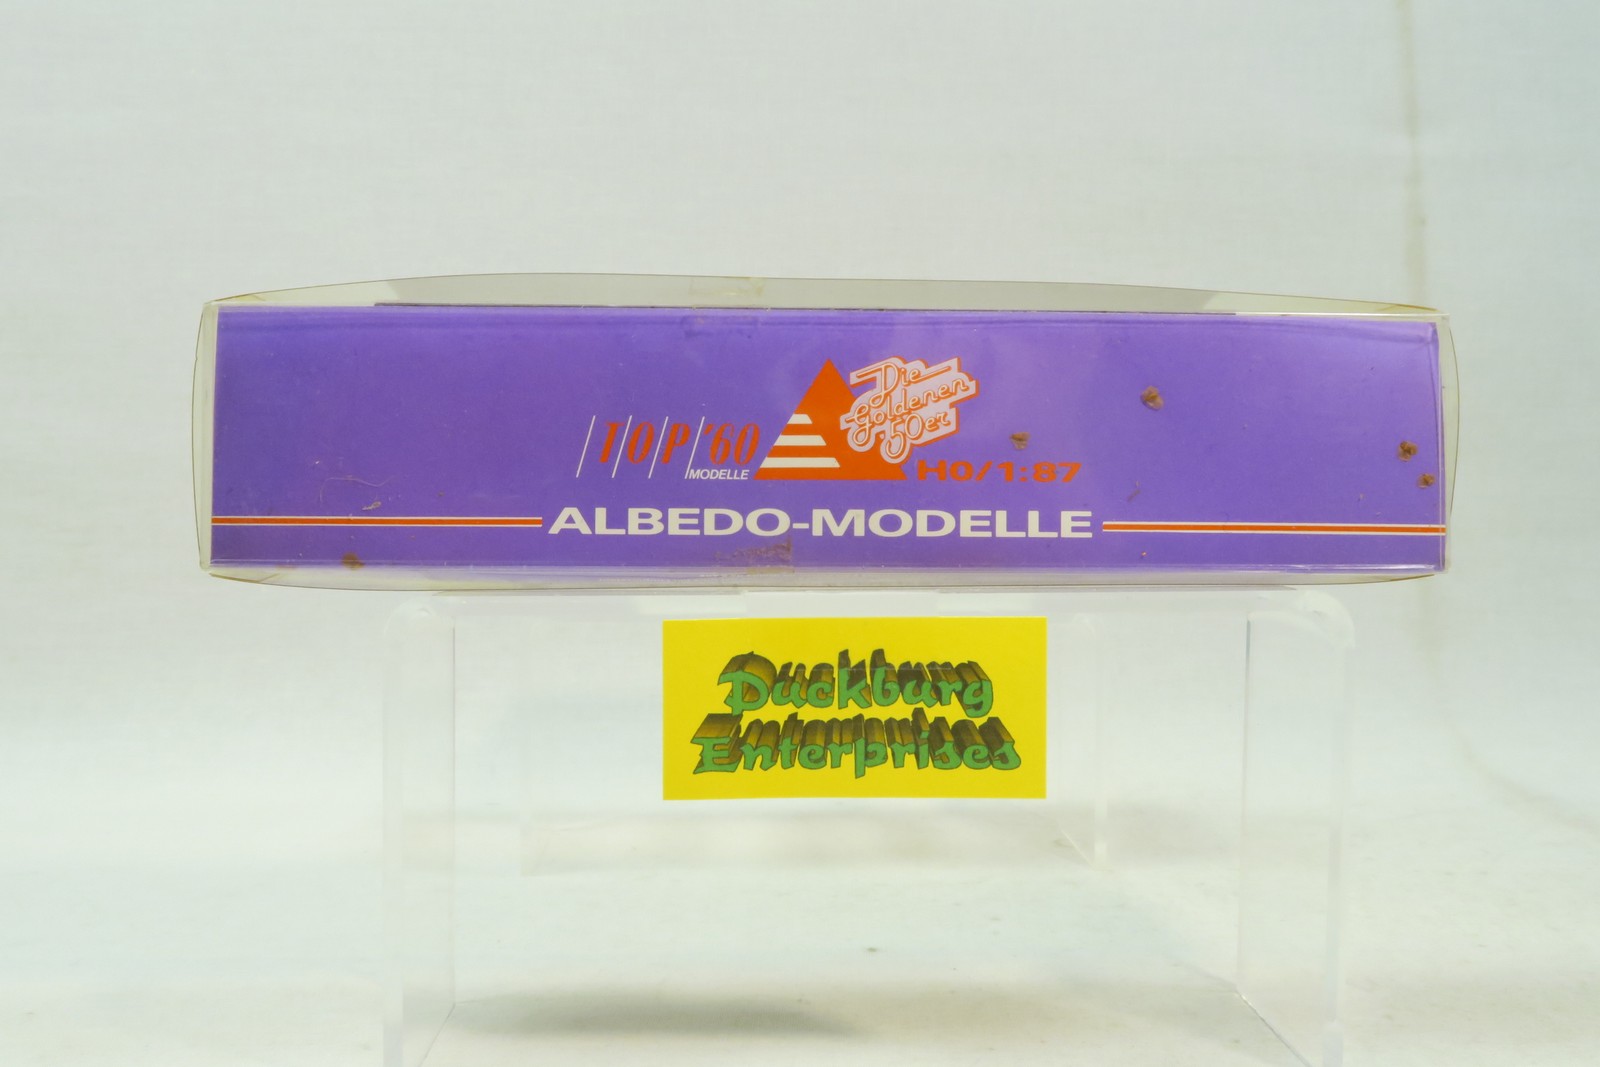 Die
Goldenen
50er
TOP '60
MODELLE
H0/1:87
ALBEDO-MODELLE
Duckburg
Enterprises